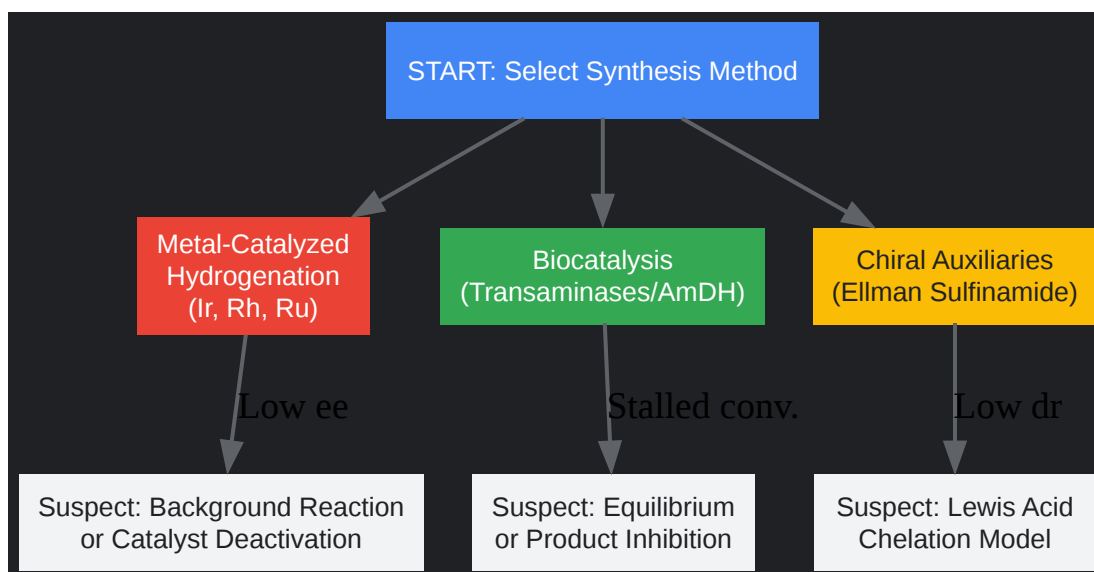 START: Select Synthesis Method
Metal-Catalyzed
Hydrogenation
(Ir, Rh, Ru)
Biocatalysis
(Transaminases/AmDH)
Chiral Auxiliaries
(Ellman Sulfinamide)
Low ee
Stalled conv.
Low dr
Suspect: Background Reaction
or Catalyst Deactivation
Suspect: Equilibrium
or Product Inhibition
Suspect: Lewis Acid
Chelation Model